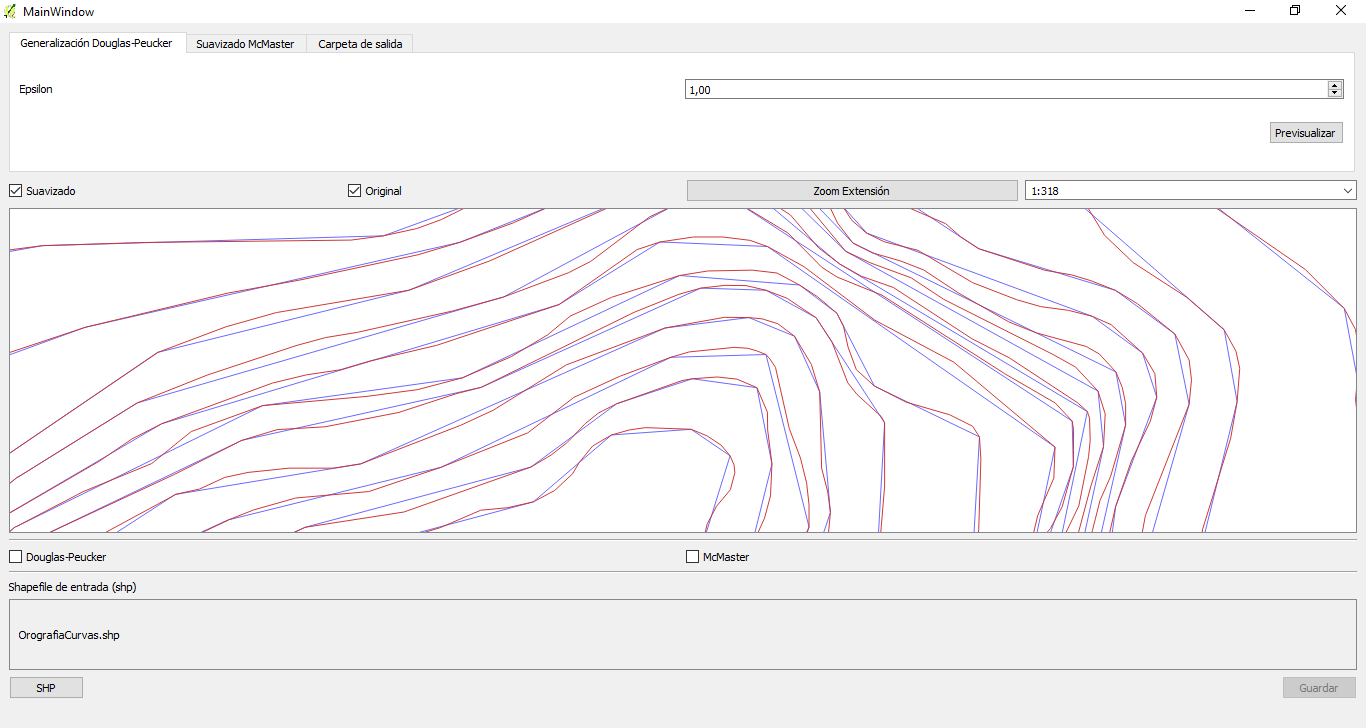 MainWindow
Generalización Douglas-Peucker Suavizado McMaster Carpeta de salida
Epsilon 1,00
Previsualizar
Suavizado Original Zoom Extensión 1:318
Douglas-Peucker McMaster
Shapefile de entrada (shp)
OrografiaCurvas.shp
SHP Guardar